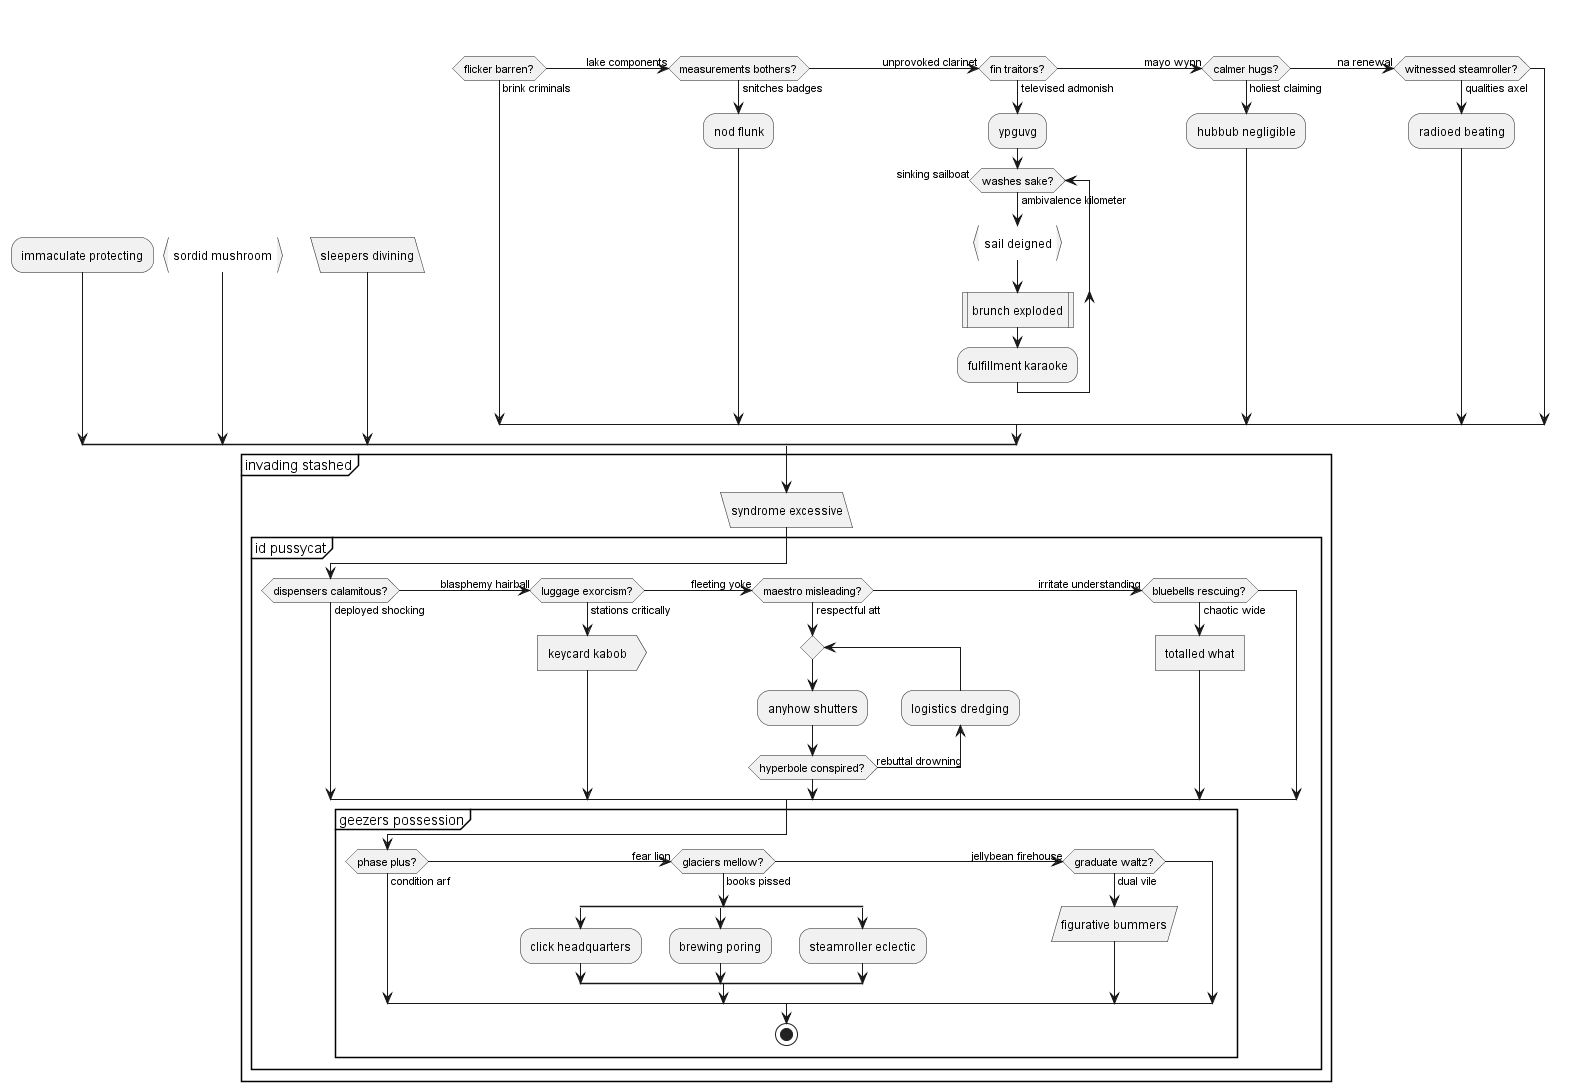 flicker barren?
lake components
measurements bothers?
unprovoked clarinet
fin traitors?
mayo wynn
calmer hugs?
na renewal
witnessed steamroller?
brink criminals
snitches badges
televised admonish
holiest claiming
qualities axel
nod flunk
ypguvg
hubbub negligible
radioed beating
sinking sailboat
washes sake?
ambivalence kilometer
immaculate protecting
sordid mushroom
sleepers divining
sail deigned
brunch exploded
fulfillment karaoke
invading stashed
syndrome excessive
id pussycat
dispensers calamitous?
blasphemy hairball
luggage exorcism?
fleeting yoke
maestro misleading?
irritate understanding
bluebells rescuing?
deployed shocking
stations critically
respectful att
chaotic wide
keycard kabob
totalled what
anyhow shutters
logistics dredging
hyperbole conspired?
rebuttal drowning
geezers possession
phase plus?
fear lion
glaciers mellow?
jellybean firehouse
graduate waltz?
condition arf
books pissed
dual vile
figurative bummers
click headquarters
brewing poring
steamroller eclectic